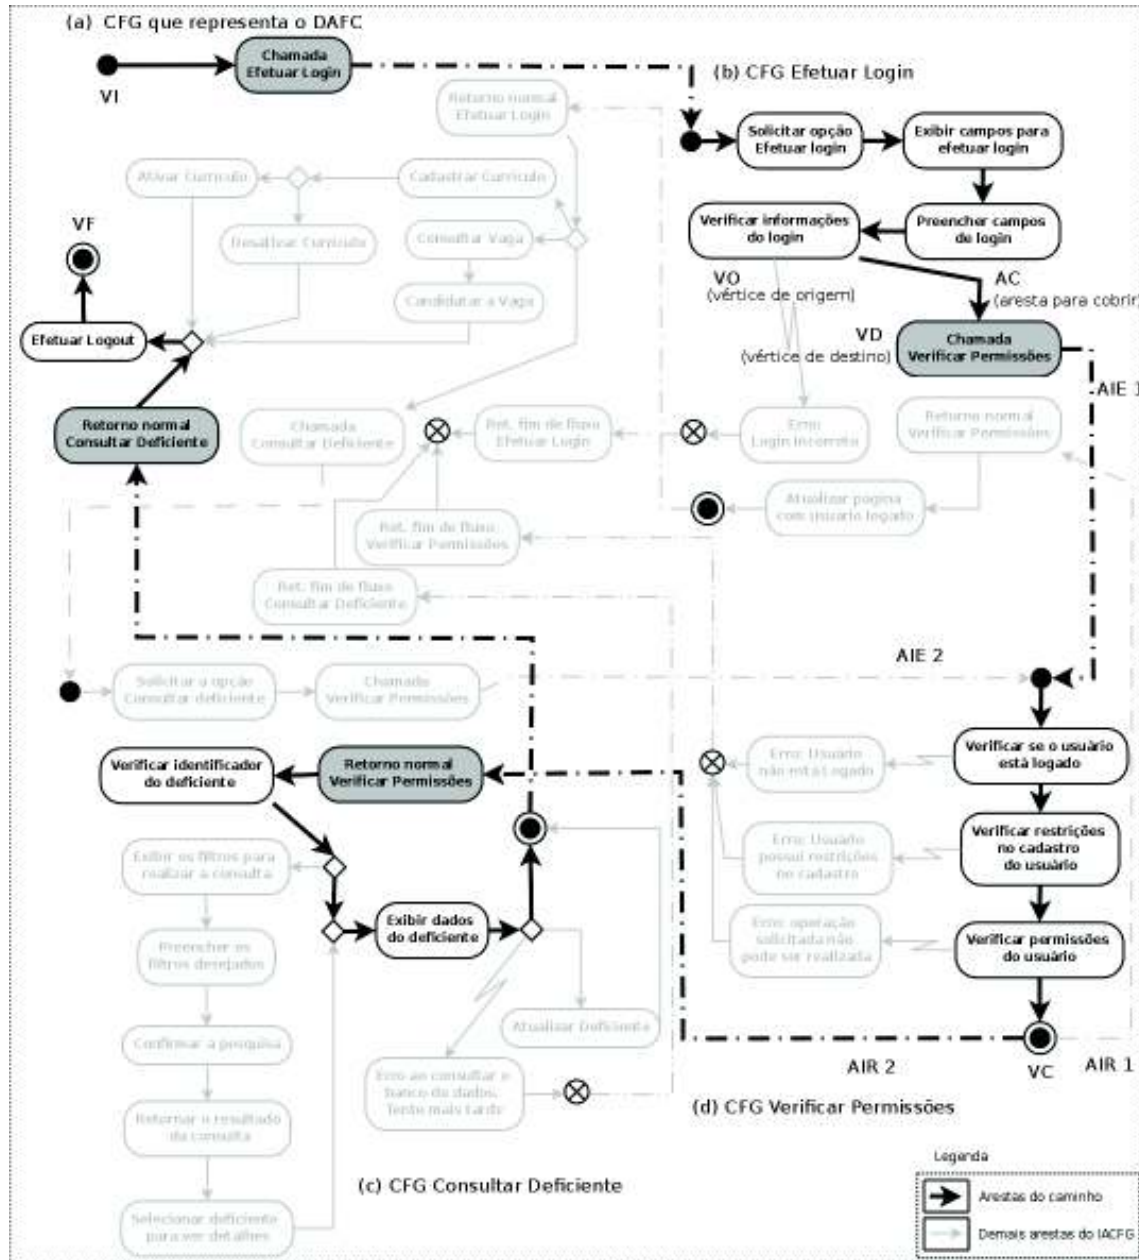 (a) CFG que representa o DAFC
Chamada
Efetuar Login
VI
Retorno normal
Efetuar Login
Ativar Currículo
Cadastrar Currículo
VF
Desativar Currículo
Consultar Vaga
Candidatar a Vaga
Efetuar Logout
Retorno normal
Consultar Deficiente
Chamada
Consultar Deficiente
Ret. fim de fluxo
Efetuar Login
Ret. fim de fluxo
Verificar Permissões
Ret. fim de fluxo
Consultar Deficiente
(b) CFG Efetuar Login
Solicitar opção
Efetuar login
Exibir campos para
efetuar login
Verificar informações
do login
Preencher campos
de login
VO
(vértice de origem)
AC
(aresta para cobrir)
VD
(vértice de destino)
Chamada
Verificar Permissões
AIE 1
Erro:
Login Incorreto
Retorno normal
Verificar Permissões
Atualizar pagina
com usuario logado
AIE 2
Solicitar a opção
Consultar deficiente
Chamada
Verificar Permissões
Verificar identificador
do deficiente
Retorno normal
Verificar Permissões
Exibir os filtros para
realizar a consulta
Exibir dados
do deficiente
Preencher os
filtros desejados
Atualizar Deficiente
Confirmar a pesquisa
Erro ao consultar o
banco de dados.
Tente mais tarde
Retornar o resultado
da consulta
Selecionar deficiente
para ver detalhes
(c) CFG Consultar Deficiente
Erro: Usuário
não está Logado
Verificar se o usuário
está logado
Erro: Usuário
possui restrições
no cadastro
Verificar restrições
no cadastro
do usuário
Erro: operação
solicitada não
pode ser realizada
Verificar permissões
do usuário
AIR 2
VC
AIR 1
(d) CFG Verificar Permissões
Legenda
Arestas do caminho
Demais arestas do IACFG